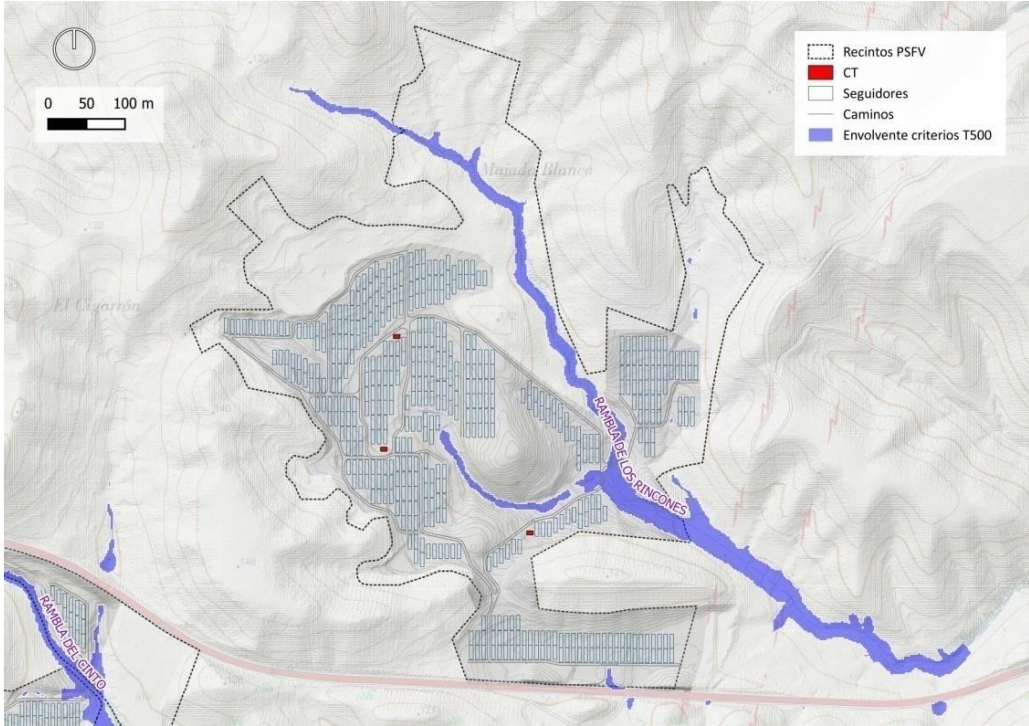 0 50 100 m
Recintos PSFV
CT
Seguidores
Caminos
Envolvente criterios T500
Majada Blanca
El Cigarrón
RAMBLA DE LOS RINCONES
RAMBLA DEL CINTO